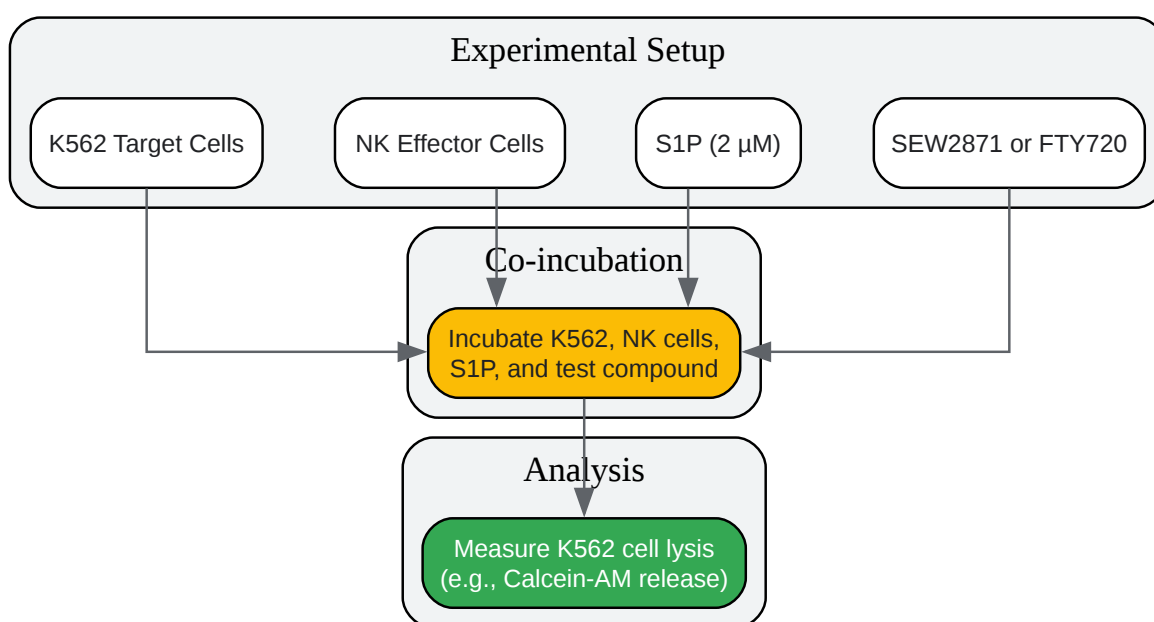 Experimental Setup
K562 Target Cells
NK Effector Cells
S1P (2 µM)
SEW2871 or FTY720
Co-incubation
Incubate K562, NK cells,
S1P, and test compound
Analysis
Measure K562 cell lysis
(e.g., Calcein-AM release)